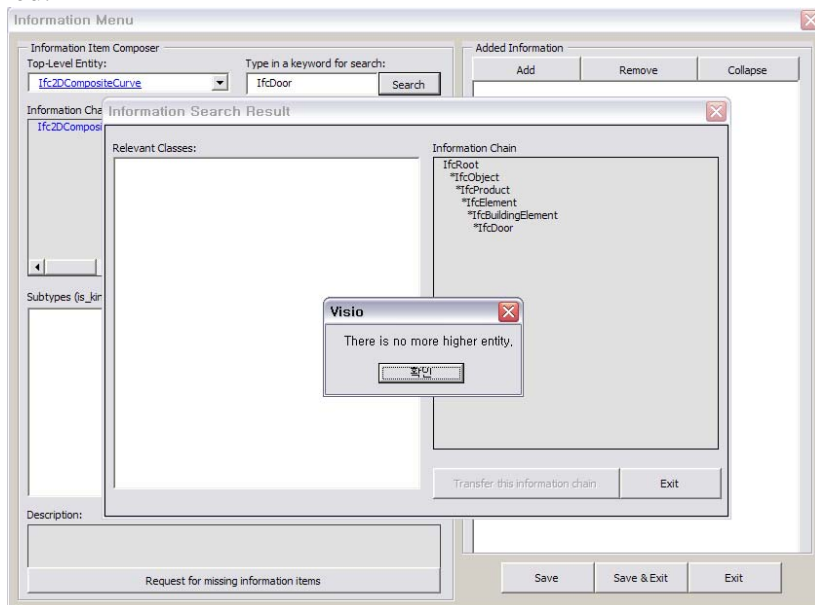 Information Menu
Information Item Composer
Top-Level Entity:
Type in a keyword for search:
Ifc2DCompositeCurve
IfcDoor
Search
Added Information
Add
Remove
Collapse
Information Cha
Ifc2DComposi
Information Search Result
Relevant Classes:
Information Chain
IfcRoot
*IfcObject
*IfcProduct
*IfcElement
*IfcBuildingElement
*IfcDoor
Subtypes (is_kin
Visio
There is no more higher entity.
확인
Transfer this information chain
Exit
Description:
Request for missing information items
Save
Save & Exit
Exit